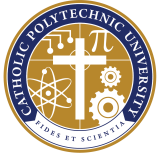 CATHOLIC POLYTECHNIC UNIVERSITY
π
FIDES ET SCIENTIA